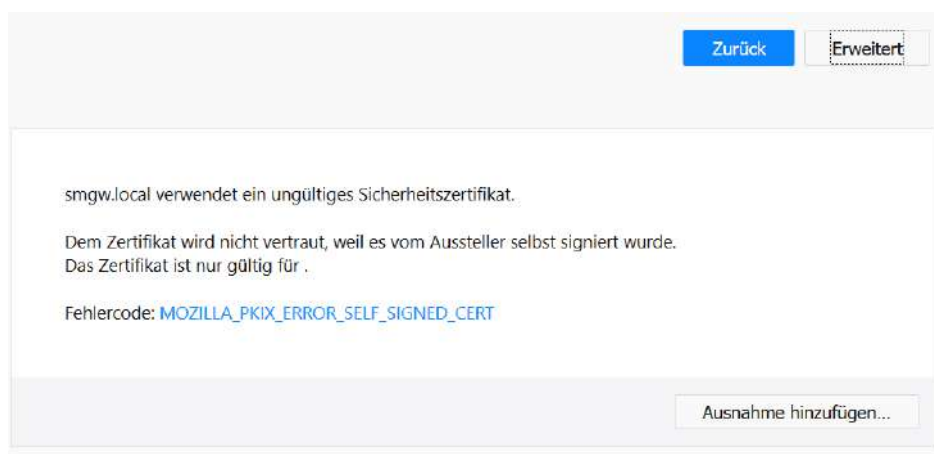 Zurück
Erweitert
smgw.local verwendet ein ungültiges Sicherheitszertifikat.
Dem Zertifikat wird nicht vertraut, weil es vom Aussteller selbst signiert wurde.
Das Zertifikat ist nur gültig für .
Fehlercode: MOZILLA_PKIX_ERROR_SELF_SIGNED_CERT
Ausnahme hinzufügen...